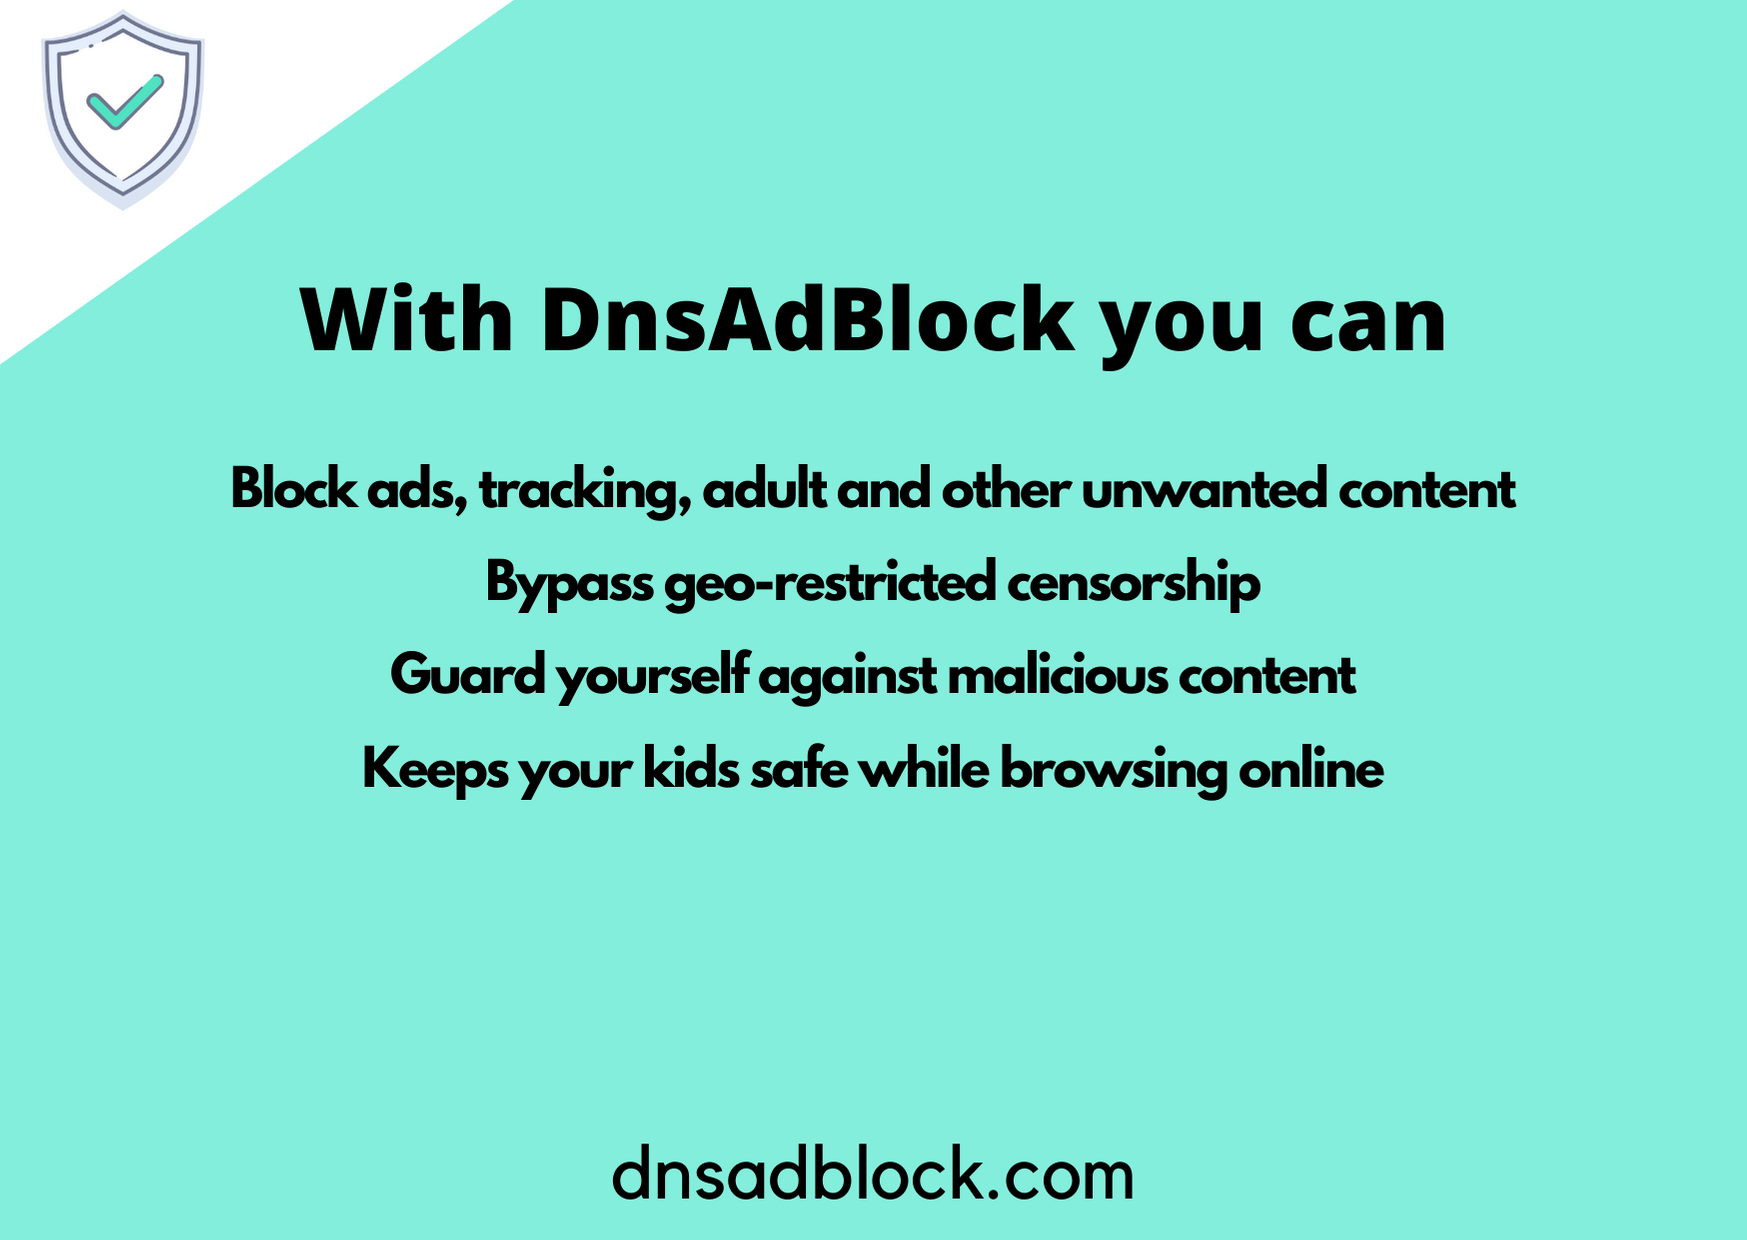 With DnsAdBlock you can
Block ads, tracking, adult and other unwanted content
Bypass geo-restricted censorship
Guard yourself against malicious content
Keeps your kids safe while browsing online
dnsadblock.com